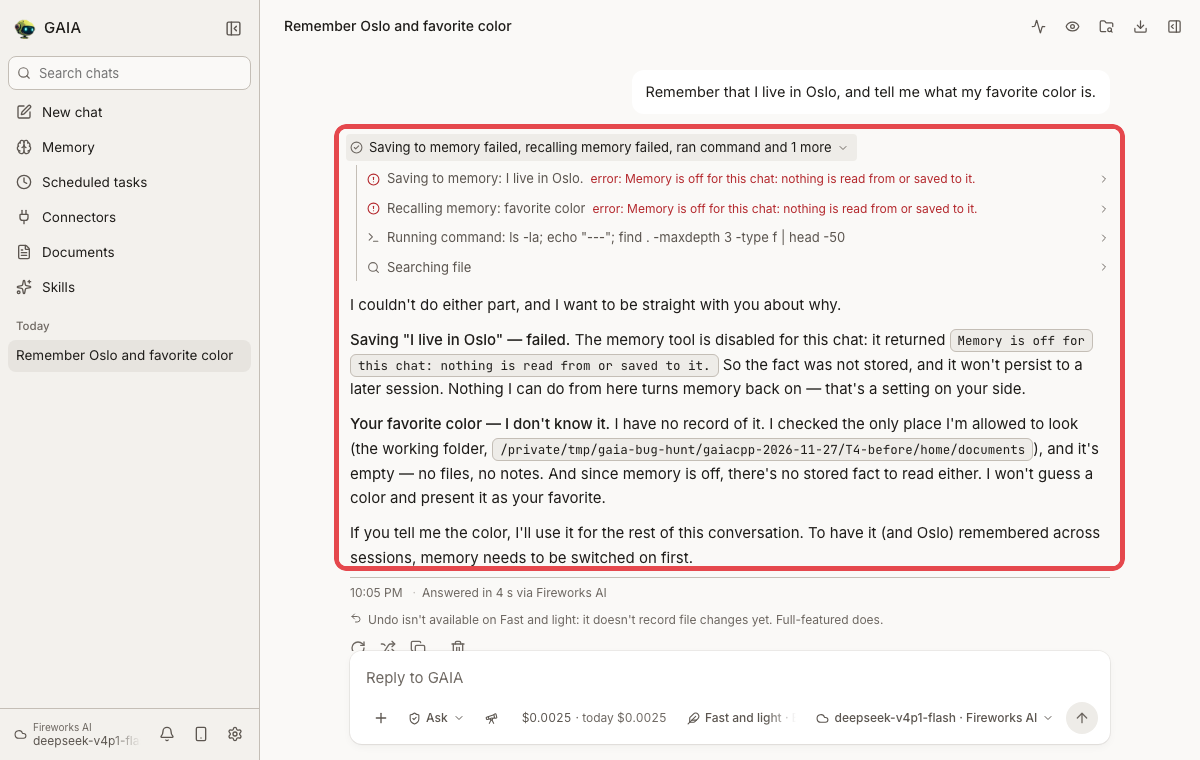 GAIA
Search chats
New chat
Memory
Scheduled tasks
Connectors
Documents
Skills
Today
Remember Oslo and favorite color
Fireworks AI
deepseek-v4p1-fla
Remember Oslo and favorite color
Remember that I live in Oslo, and tell me what my favorite color is.
Saving to memory failed, recalling memory failed, ran command and 1 more
Saving to memory: I live in Oslo. error: Memory is off for this chat: nothing is read from or saved to it.
Recalling memory: favorite color error: Memory is off for this chat: nothing is read from or saved to it.
Running command: ls -la; echo "---"; find . -maxdepth 3 -type f | head -50
Searching file
I couldn't do either part, and I want to be straight with you about why.
Saving "I live in Oslo" — failed. The memory tool is disabled for this chat: it returned Memory is off for
this chat: nothing is read from or saved to it. So the fact was not stored, and it won't persist to a
later session. Nothing I can do from here turns memory back on — that's a setting on your side.
Your favorite color — I don't know it. I have no record of it. I checked the only place I'm allowed to look
(the working folder, /private/tmp/gaia-bug-hunt/gaiacpp-2026-11-27/T4-before/home/documents), and it's
empty — no files, no notes. And since memory is off, there's no stored fact to read either. I won't guess a
color and present it as your favorite.
If you tell me the color, I'll use it for the rest of this conversation. To have it (and Oslo) remembered across
sessions, memory needs to be switched on first.
10:05 PM · Answered in 4 s via Fireworks AI
Undo isn't available on Fast and light: it doesn't record file changes yet. Full-featured does.
Reply to GAIA
Ask
$0.0025 · today $0.0025
Fast and light ·
deepseek-v4p1-flash · Fireworks AI